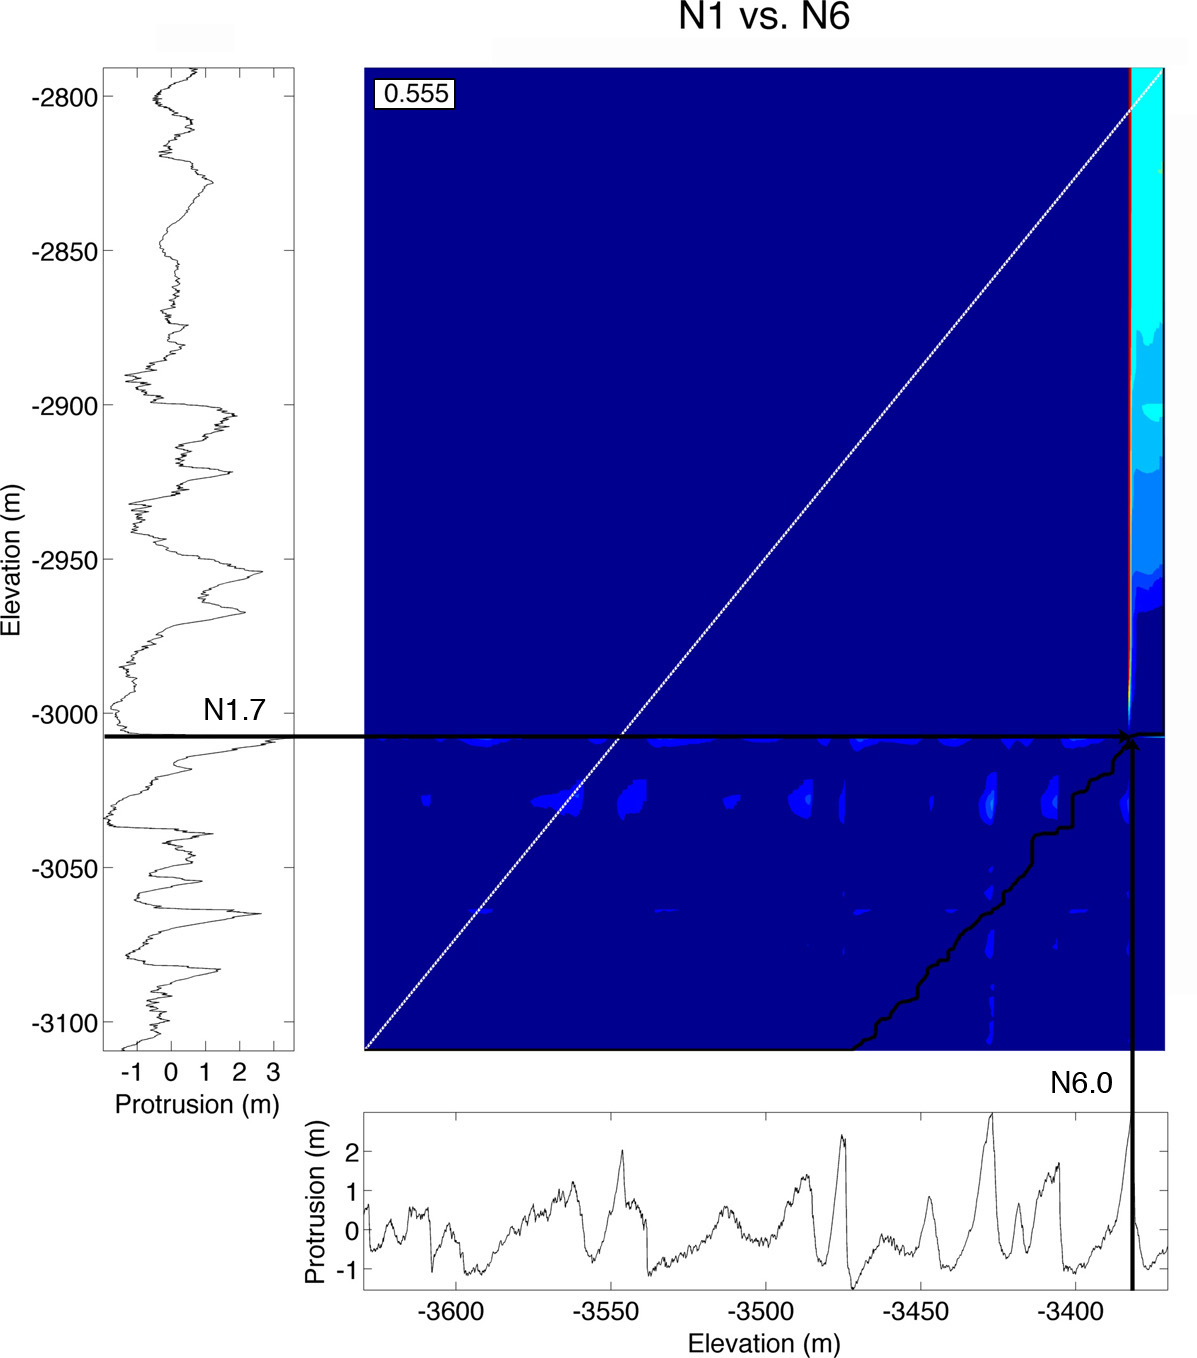 N1 vs. N6
0.555
-2800
-2850
-2900
-2950
-3000
-3050
-3100
Elevation (m)
N1.7
-1 0 1 2 3
Protrusion (m)
N6.0
2
1
0
-1
Protrusion (m)
-3600 -3550 -3500 -3450 -3400
Elevation (m)